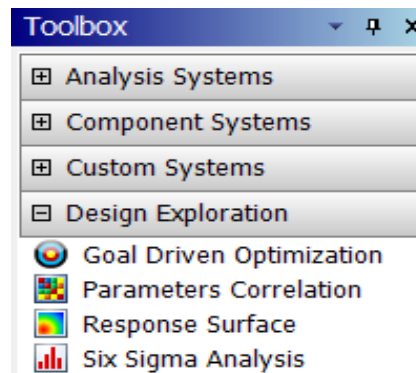 Toolbox
Analysis Systems
Component Systems
Custom Systems
Design Exploration
Goal Driven Optimization
Parameters Correlation
Response Surface
Six Sigma Analysis